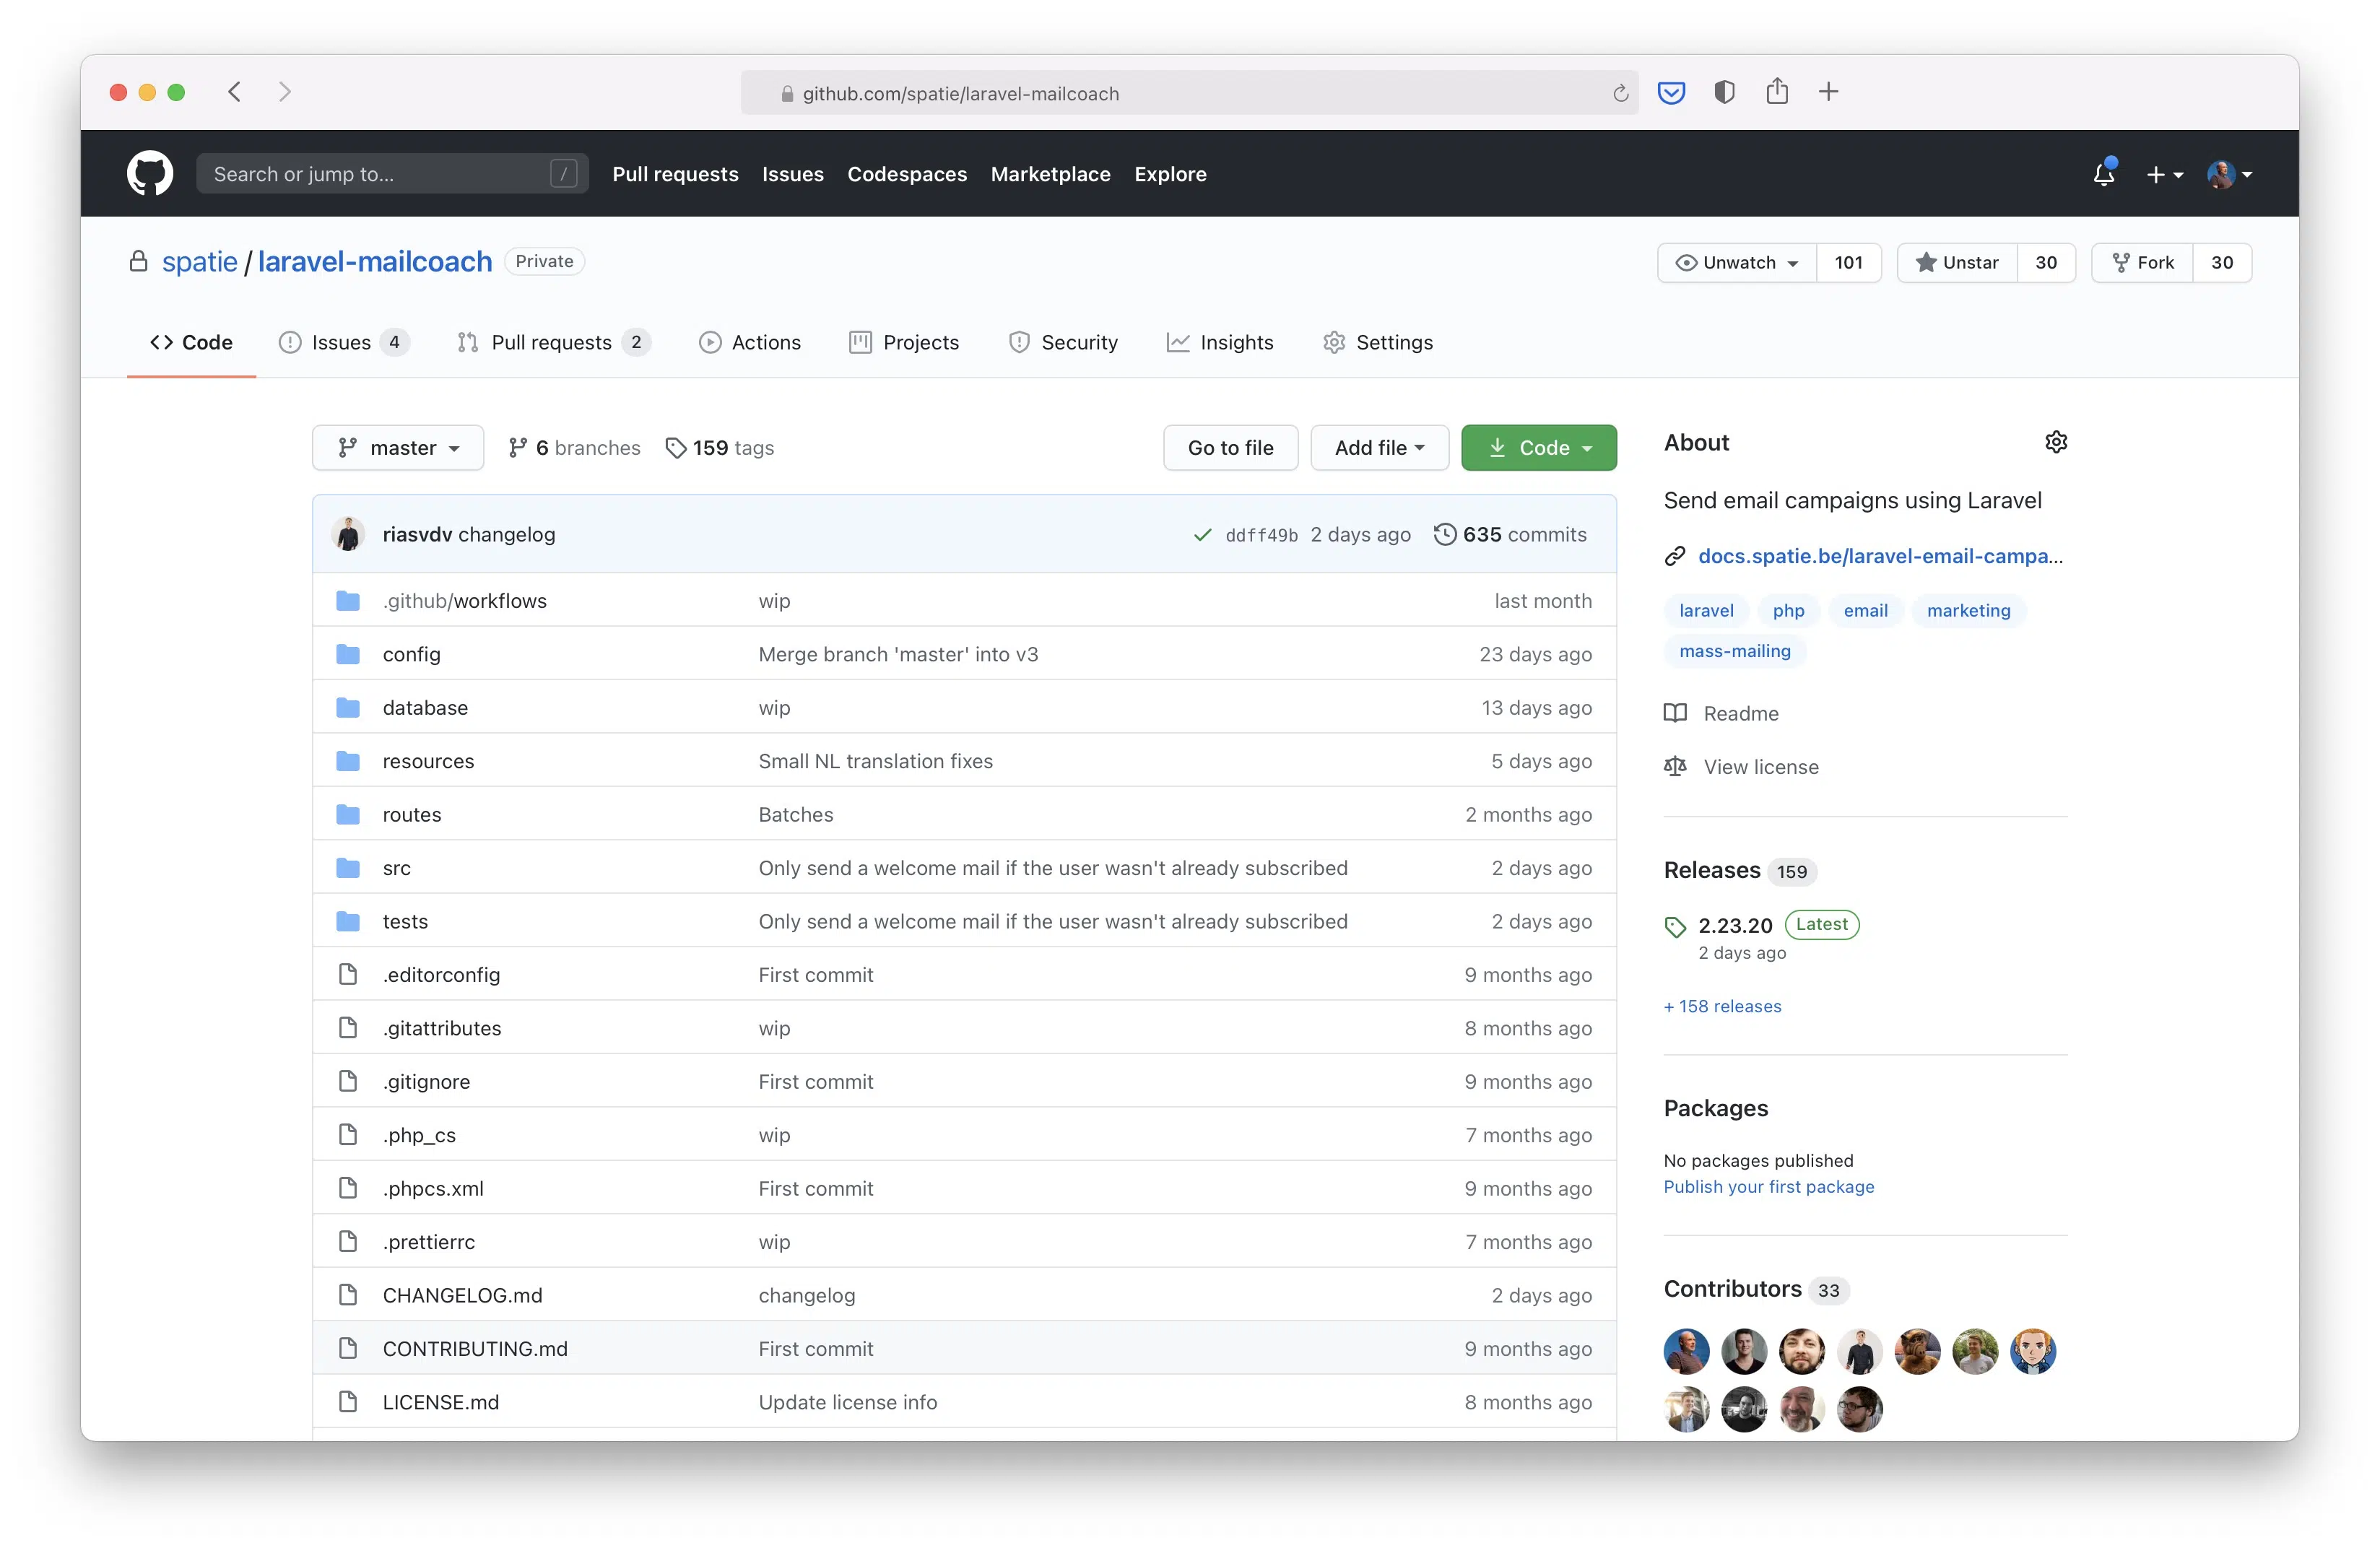 github.com/spatie/laravel-mailcoach
Search or jump to... /
Pull requests Issues Codespaces Marketplace Explore
spatie / laravel-mailcoach Private
Unwatch 101 Unstar 30 Fork 30
Code Issues 4 Pull requests 2 Actions Projects Security Insights Settings
master 6 branches 159 tags
Go to file Add file Code
riasvdv changelog ddff49b 2 days ago 635 commits
.github/workflows wip last month
config Merge branch 'master' into v3 23 days ago
database wip 13 days ago
resources Small NL translation fixes 5 days ago
routes Batches 2 months ago
src Only send a welcome mail if the user wasn't already subscribed 2 days ago
tests Only send a welcome mail if the user wasn't already subscribed 2 days ago
.editorconfig First commit 9 months ago
.gitattributes wip 8 months ago
.gitignore First commit 9 months ago
.php_cs wip 7 months ago
.phpcs.xml First commit 9 months ago
.prettierrc wip 7 months ago
CHANGELOG.md changelog 2 days ago
CONTRIBUTING.md First commit 9 months ago
LICENSE.md Update license info 8 months ago
About
Send email campaigns using Laravel
docs.spatie.be/laravel-email-campa...
laravel php email marketing
mass-mailing
Readme
View license
Releases 159
2.23.20 Latest
2 days ago
+ 158 releases
Packages
No packages published
Publish your first package
Contributors 33